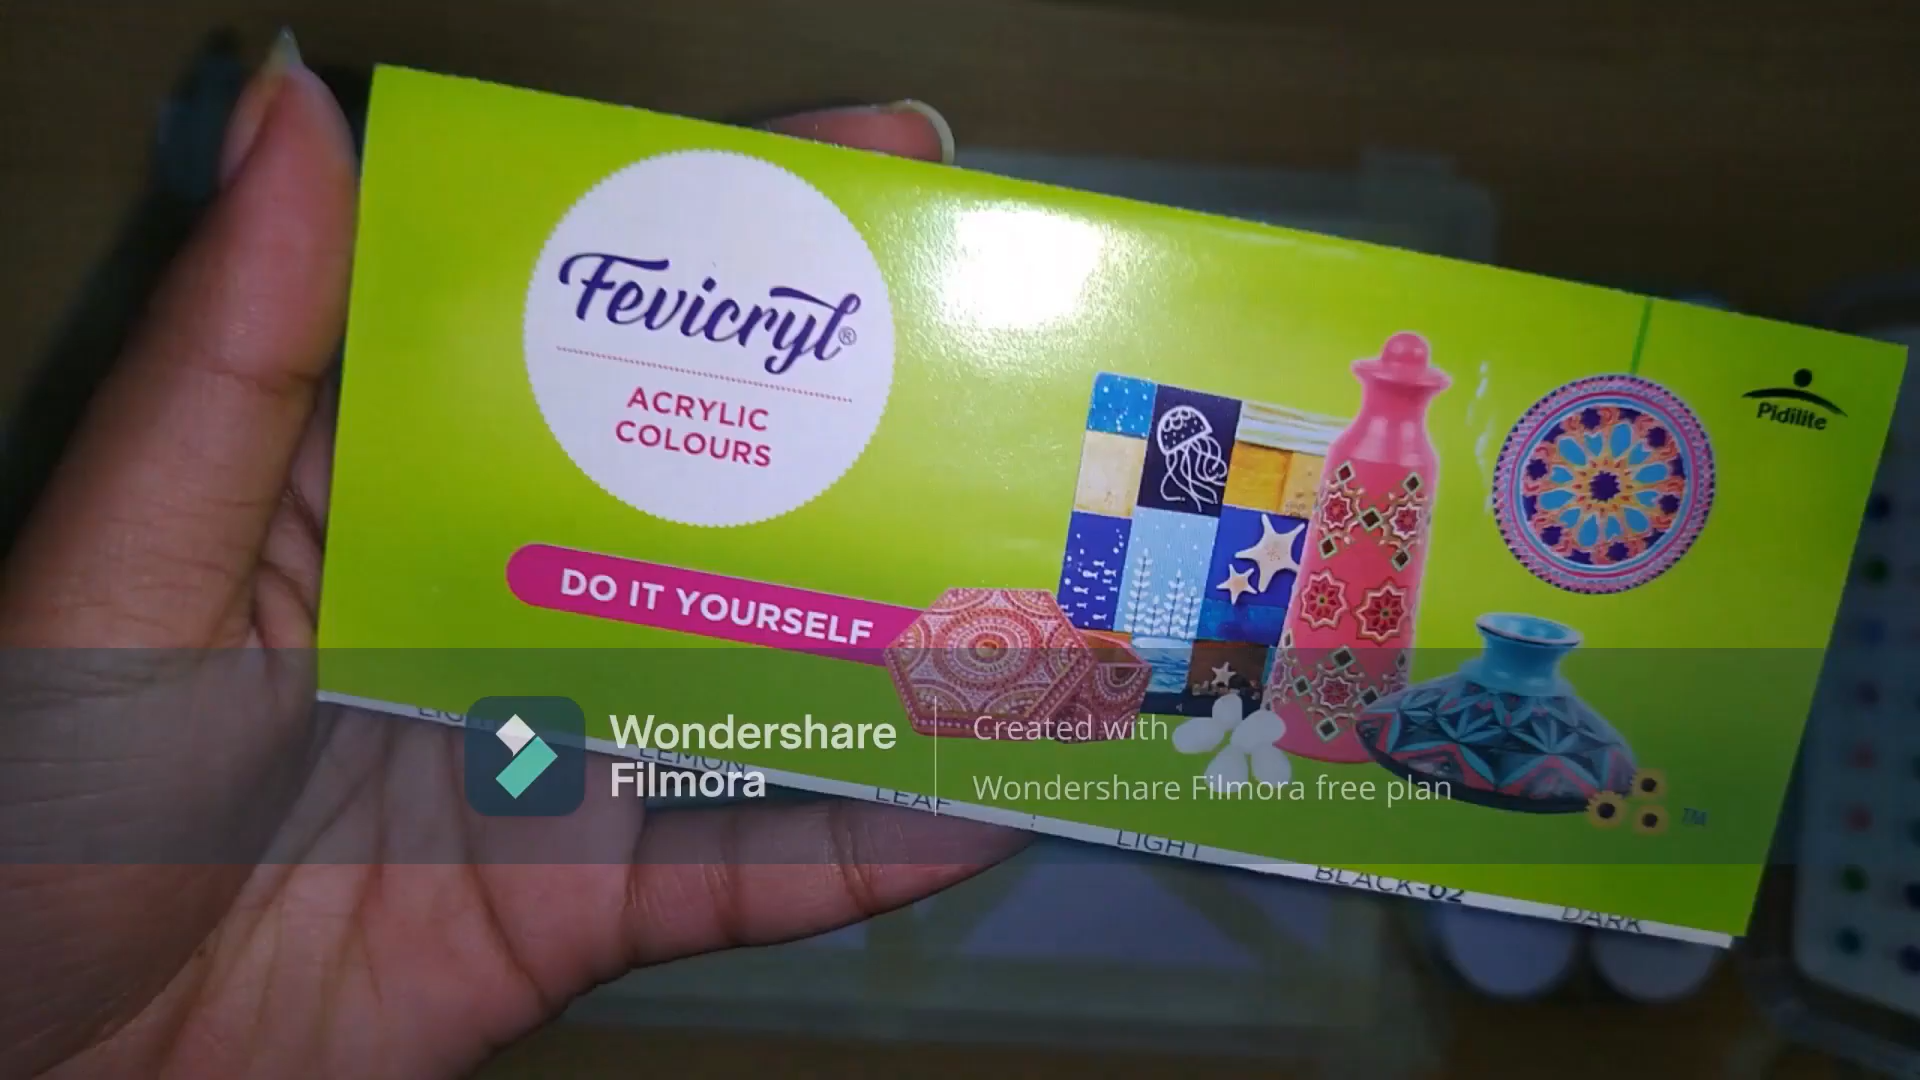 Fevicryl®
ACRYLIC
COLOURS
Pidilite
DO IT YOURSELF
Wondershare
Filmora
Created with
Wondershare Filmora free plan
TM
LEMON
LEAF
LIGHT
BLACK-02
DARK